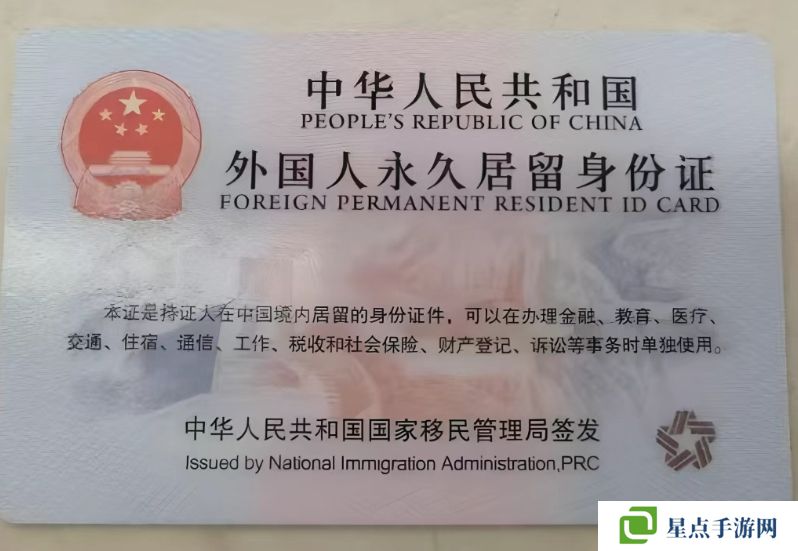 中华人民共和国
PEOPLE'S REPUBLIC OF CHINA
外国人永久居留身份证
FOREIGN PERMANENT RESIDENT ID CARD
本证是持证人在中国境内居留的身份证件，可以在办理金融、教育、医疗、
交通、住宿、通信、工作、税收和社会保险、财产登记、诉讼等事务时单独使用。
中华人民共和国国家移民管理局签发
Issued by National Immigration Administration,PRC
星点手游网